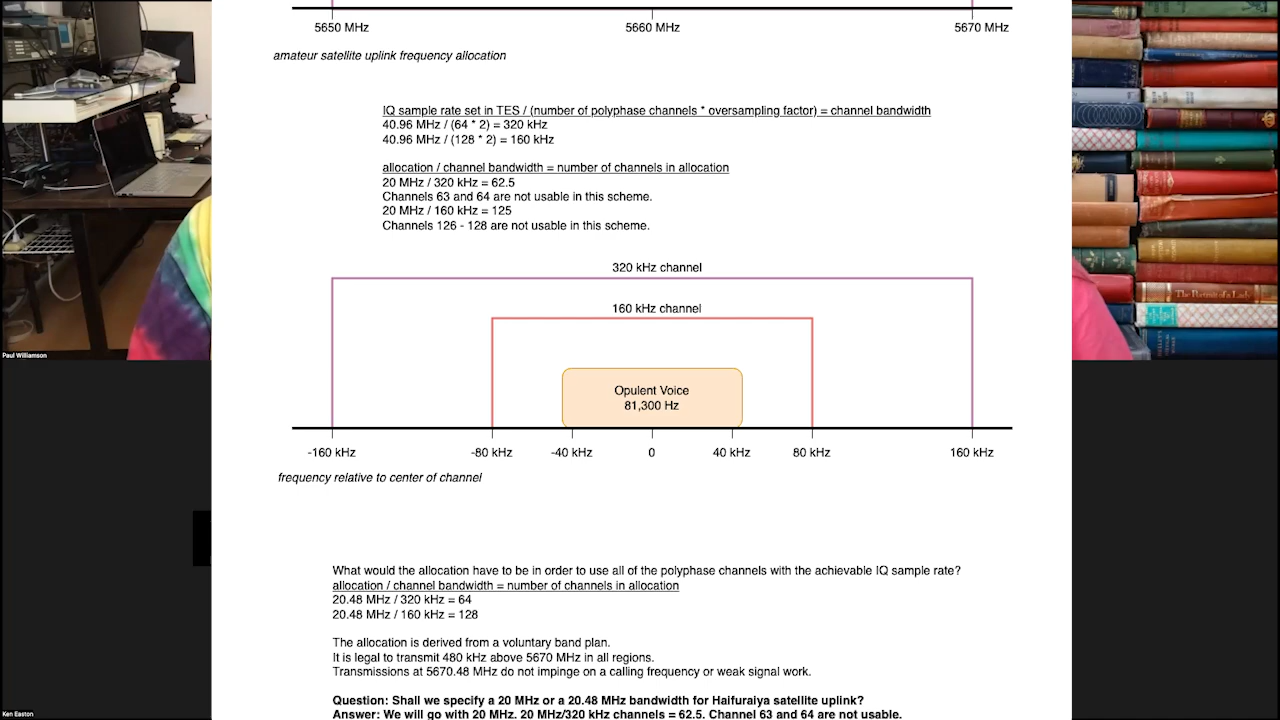 5650 MHz 5660 MHz 5670 MHz
amateur satellite uplink frequency allocation
IQ sample rate set in TES / (number of polyphase channels * oversampling factor) = channel bandwidth
40.96 MHz / (64 * 2) = 320 kHz
40.96 MHz / (128 * 2) = 160 kHz
allocation / channel bandwidth = number of channels in allocation
20 MHz / 320 kHz = 62.5
Channels 63 and 64 are not usable in this scheme.
20 MHz / 160 kHz = 125
Channels 126 - 128 are not usable in this scheme.
320 kHz channel
The Portrait of a Lady
160 kHz channel
Paul Williamson
Opulent Voice
81,300 Hz
-160 kHz -80 kHz -40 kHz 0 40 kHz 80 kHz 160 kHz
frequency relative to center of channel
What would the allocation have to be in order to use all of the polyphase channels with the achievable IQ sample rate?
allocation / channel bandwidth = number of channels in allocation
20.48 MHz / 320 kHz = 64
20.48 MHz / 160 kHz = 128
The allocation is derived from a voluntary band plan.
It is legal to transmit 480 kHz above 5670 MHz in all regions.
Transmissions at 5670.48 MHz do not impinge on a calling frequency or weak signal work.
Question: Shall we specify a 20 MHz or a 20.48 MHz bandwidth for Haifuraiya satellite uplink?
Answer: We will go with 20 MHz. 20 MHz/320 kHz channels = 62.5. Channel 63 and 64 are not usable.
Ken Easton